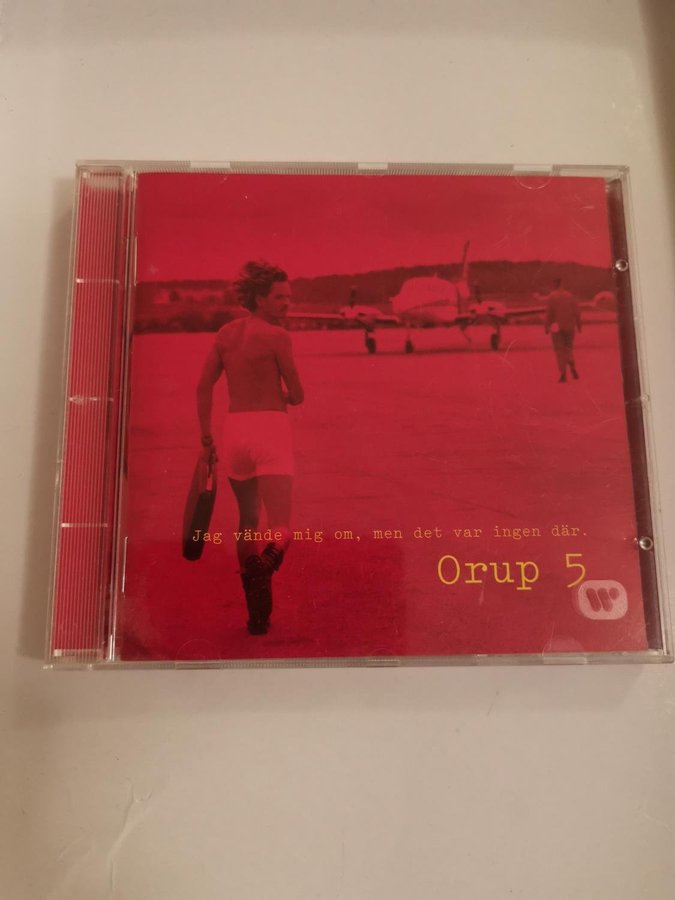 Jag vände mig om, men det var ingen där.
Orup 5